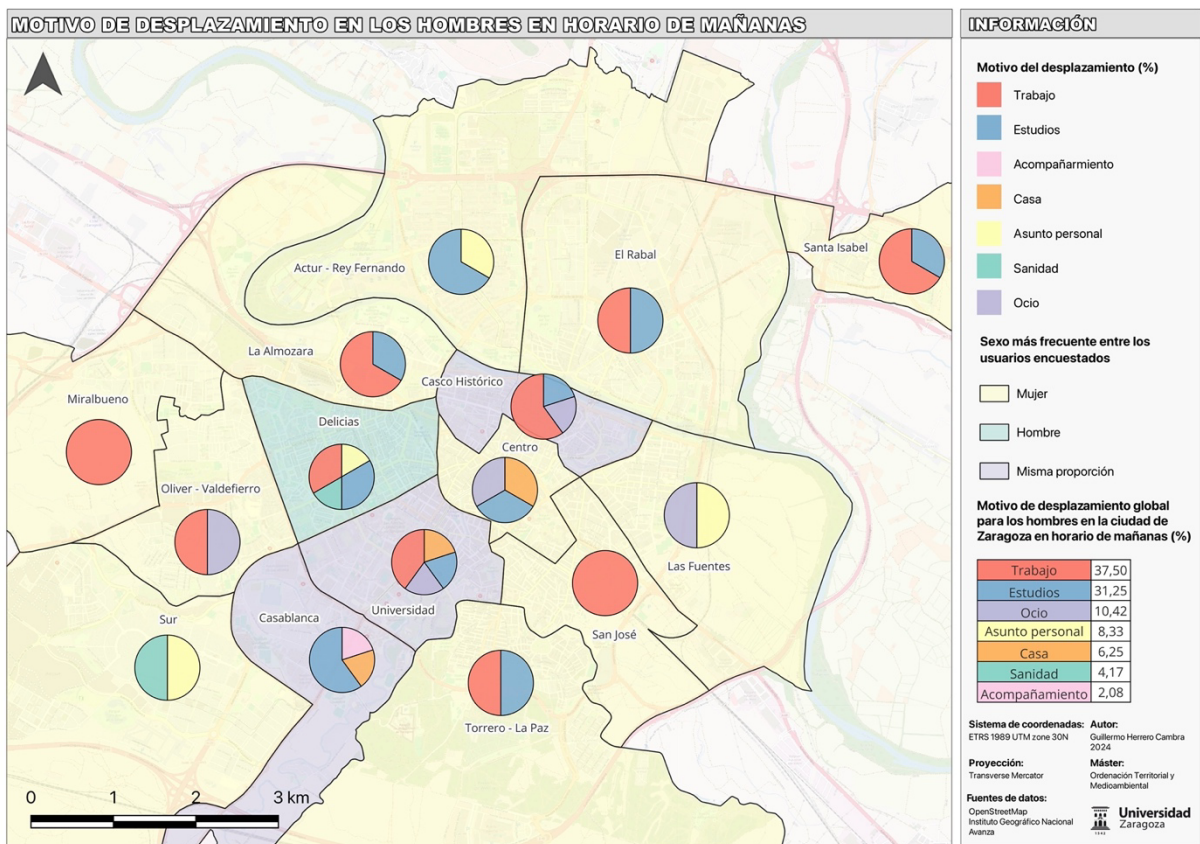 MOTIVO DE DESPLAZAMIENTO EN LOS HOMBRES EN HORARIO DE MAÑANAS
Santa Isabel
El Rabal
Actur - Rey Fernando
La Almozara
Casco Histórico
Miralbueno
Delicias
Centro
Oliver - Valdefierro
Las Fuentes
Universidad
Casablanca
Sur
San José
Torrero - La Paz
0 1 2 3 km
INFORMACIÓN
Motivo del desplazamiento (%)
Trabajo
Estudios
Acompañarmiento
Casa
Asunto personal
Sanidad
Ocio
Sexo más frecuente entre los
usuarios encuestados
Mujer
Hombre
Misma proporción
Motivo de desplazamiento global
para los hombres en la ciudad de
Zaragoza en horario de mañanas (%)
Trabajo 37,50
Estudios 31,25
Ocio 10,42
Asunto personal 8,33
Casa 6,25
Sanidad 4,17
Acompañamiento 2,08
Sistema de coordenadas:
ETRS 1989 UTM zone 30N
Autor:
Guillermo Herrero Cambra
2024
Proyección:
Transverse Mercator
Máster:
Ordenación Territorial y
Medioambiental
Fuentes de datos:
OpenStreetMap
Instituto Geográfico Nacional
Avanza
Universidad
Zaragoza